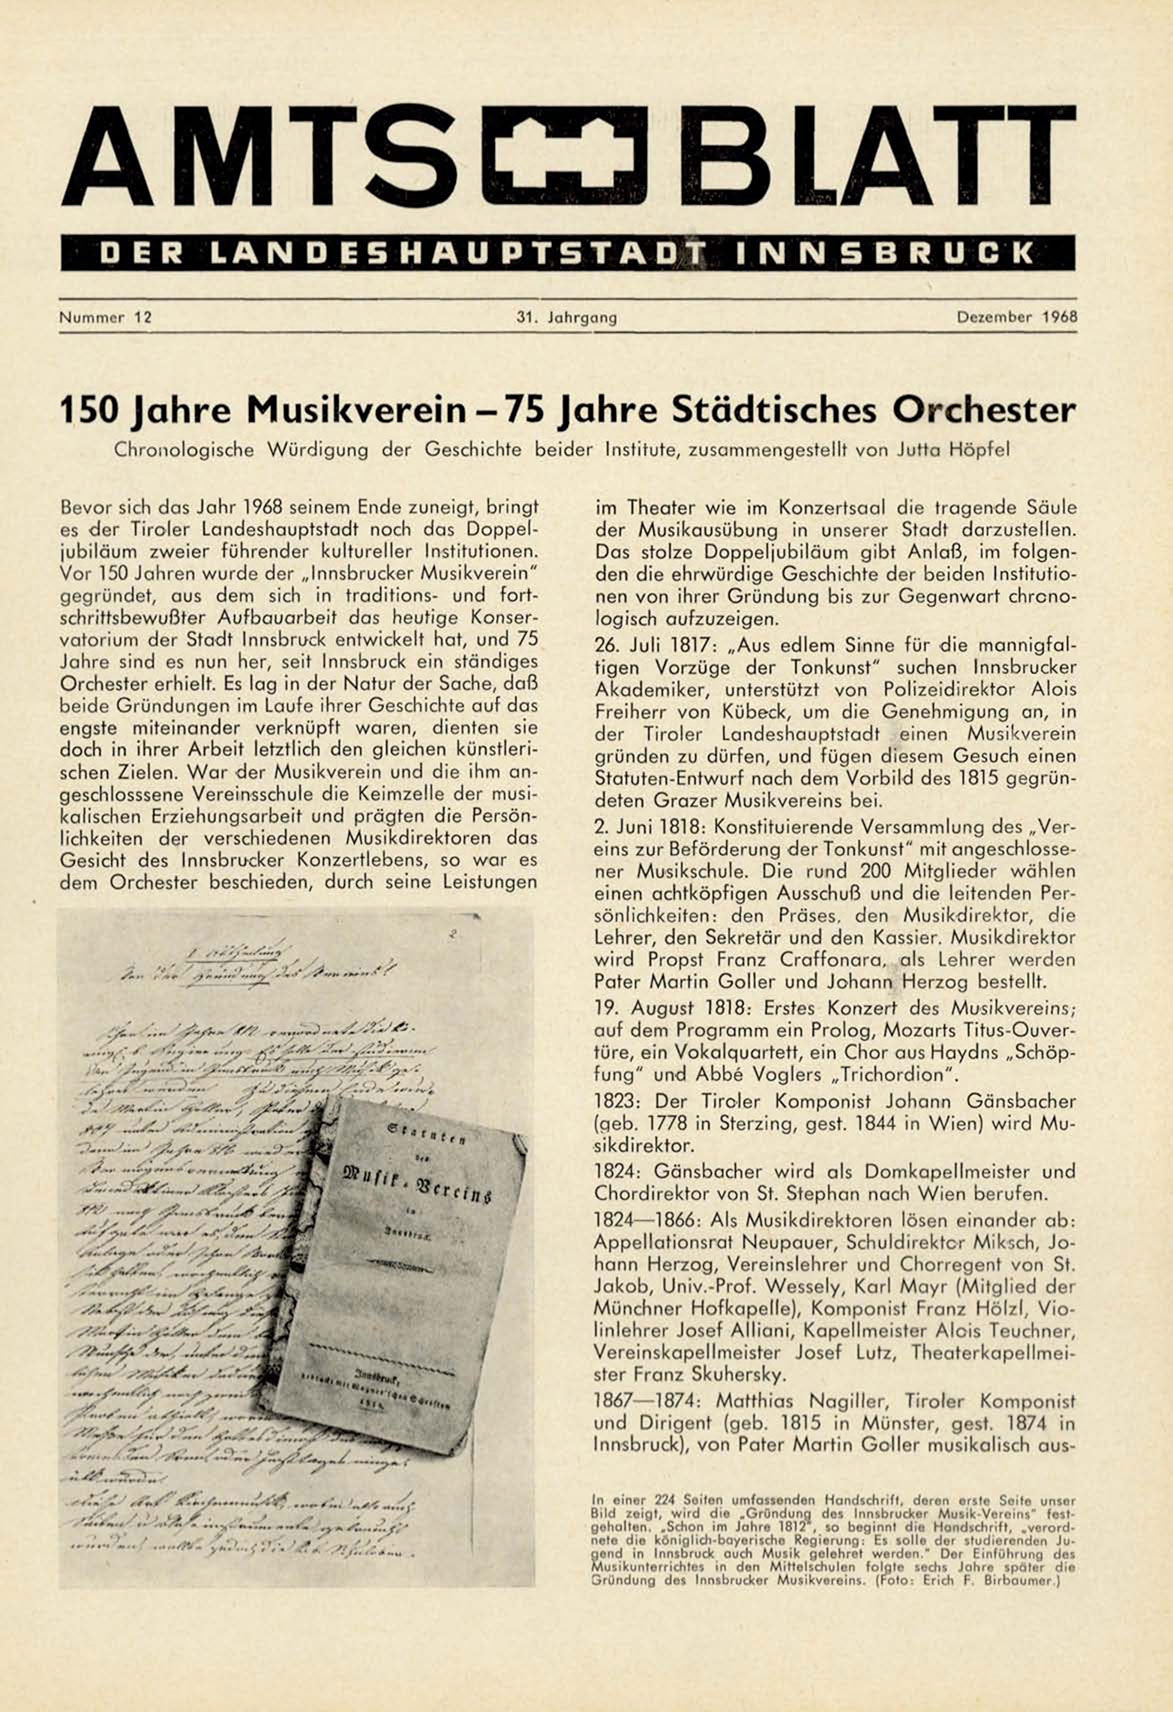 AMTSBLATT
DER LANDESHAUPTSTADT INNSBRUCK
Nummer 12 31. Jahrgang Dezember 1968
150 Jahre Musikverein – 75 Jahre Städtisches Orchester
Chronologische Würdigung der Geschichte beider Institute, zusammengestellt von Jutta Höpfel
Bevor sich das Jahr 1968 seinem Ende zuneigt, bringt
es der Tiroler Landeshauptstadt noch das Doppel-
jubiläum zweier führender kultureller Institutionen.
Vor 150 Jahren wurde der „Innsbrucker Musikverein"
gegründet, aus dem sich in traditions- und fort-
schrittsbewußter Aufbauarbeit das heutige Konser-
vatorium der Stadt Innsbruck entwickelt hat, und 75
Jahre sind es nun her, seit Innsbruck ein ständiges
Orchester erhielt. Es lag in der Natur der Sache, daß
beide Gründungen im Laufe ihrer Geschichte auf das
engste miteinander verknüpft waren, dienten sie
doch in ihrer Arbeit letztlich den gleichen künstleri-
schen Zielen. War der Musikverein und die ihm an-
geschlosssene Vereinsschule die Keimzelle der musi-
kalischen Erziehungsarbeit und prägten die Persön-
lichkeiten der verschiedenen Musikdirektoren das
Gesicht des Innsbrucker Konzertlebens, so war es
dem Orchester beschieden, durch seine Leistungen
im Theater wie im Konzertsaal die tragende Säule
der Musikausübung in unserer Stadt darzustellen.
Das stolze Doppeljubiläum gibt Anlaß, im folgen-
den die ehrwürdige Geschichte der beiden Institutio-
nen von ihrer Gründung bis zur Gegenwart chrono-
logisch aufzuzeigen.
26. Juli 1817: „Aus edlem Sinne für die mannigfal-
tigen Vorzüge der Tonkunst" suchen Innsbrucker
Akademiker, unterstützt von Polizeidirektor Alois
Freiherr von Kübeck, um die Genehmigung an, in
der Tiroler Landeshauptstadt einen Musikverein
gründen zu dürfen, und fügen diesem Gesuch einen
Statuten-Entwurf nach dem Vorbild des 1815 gegrün-
deten Grazer Musikvereins bei.
2. Juni 1818: Konstituierende Versammlung des „Ver-
eins zur Beförderung der Tonkunst" mit angeschlosse-
ner Musikschule. Die rund 200 Mitglieder wählen
einen achtköpfigen Ausschuß und die leitenden Per-
sönlichkeiten: den Präses, den Musikdirektor, die
Lehrer, den Sekretär und den Kassier. Musikdirektor
wird Propst Franz Craffonara, als Lehrer werden
Pater Martin Goller und Johann Herzog bestellt.
19. August 1818: Erstes Konzert des Musikvereins;
auf dem Programm ein Prolog, Mozarts Titus-Ouver-
türe, ein Vokalquartett, ein Chor aus Haydns „Schöp-
fung" und Abbé Voglers „Trichordion".
1823: Der Tiroler Komponist Johann Gänsbacher
(geb. 1778 in Sterzing, gest. 1844 in Wien) wird Mu-
sikdirektor.
1824: Gänsbacher wird als Domkapellmeister und
Chordirektor von St. Stephan nach Wien berufen.
1824—1866: Als Musikdirektoren lösen einander ab:
Appellationsrat Neupauer, Schuldirektor Miksch, Jo-
hann Herzog, Vereinslehrer und Chorregent von St.
Jakob, Univ.-Prof. Wessely, Karl Mayr (Mitglied der
Münchner Hofkapelle), Komponist Franz Hölzl, Vio-
linlehrer Josef Alliani, Kapellmeister Alois Teuchner,
Vereinskapellmeister Josef Lutz, Theaterkapellmei-
ster Franz Skuhersky.
1867—1874: Matthias Nagiller, Tiroler Komponist
und Dirigent (geb. 1815 in Münster, gest. 1874 in
Innsbruck), von Pater Martin Goller musikalisch aus-
2
Statuten
des
Musik-Vereins
in
Innsbruck.
Innsbruck,
gedruckt mit Wagner'schen Schriften
1818.
In einer 224 Seiten umfassenden Handschrift, deren erste Seite unser
Bild zeigt, wird die „Gründung des Innsbrucker Musik-Vereins" fest-
gehalten. „Schon im Jahre 1812", so beginnt die Handschrift, „verord-
nete die königlich-bayerische Regierung: Es solle der studierenden Ju-
gend in Innsbruck auch Musik gelehret werden." Der Einführung des
Musikunterrichtes in den Mittelschulen folgte sechs Jahre später die
Gründung des Innsbrucker Musikvereins. (Foto: Erich F. Birbaumer.)